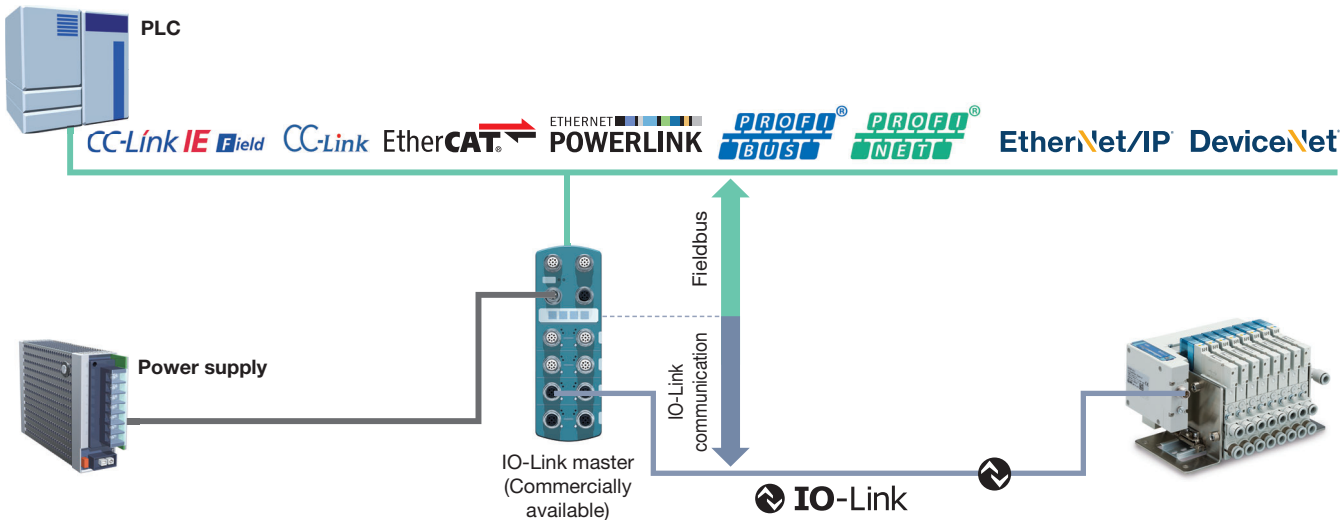 PLC
CC-Link IE Field
CC-Link
EtherCAT®
ETHERNET
POWERLINK
PROFI®
BUS
PROFI®
NET
EtherNet/IP
DeviceNet
Fieldbus
IO-Link
communication
Power supply
IO-Link master
(Commercially
available)
IO-Link